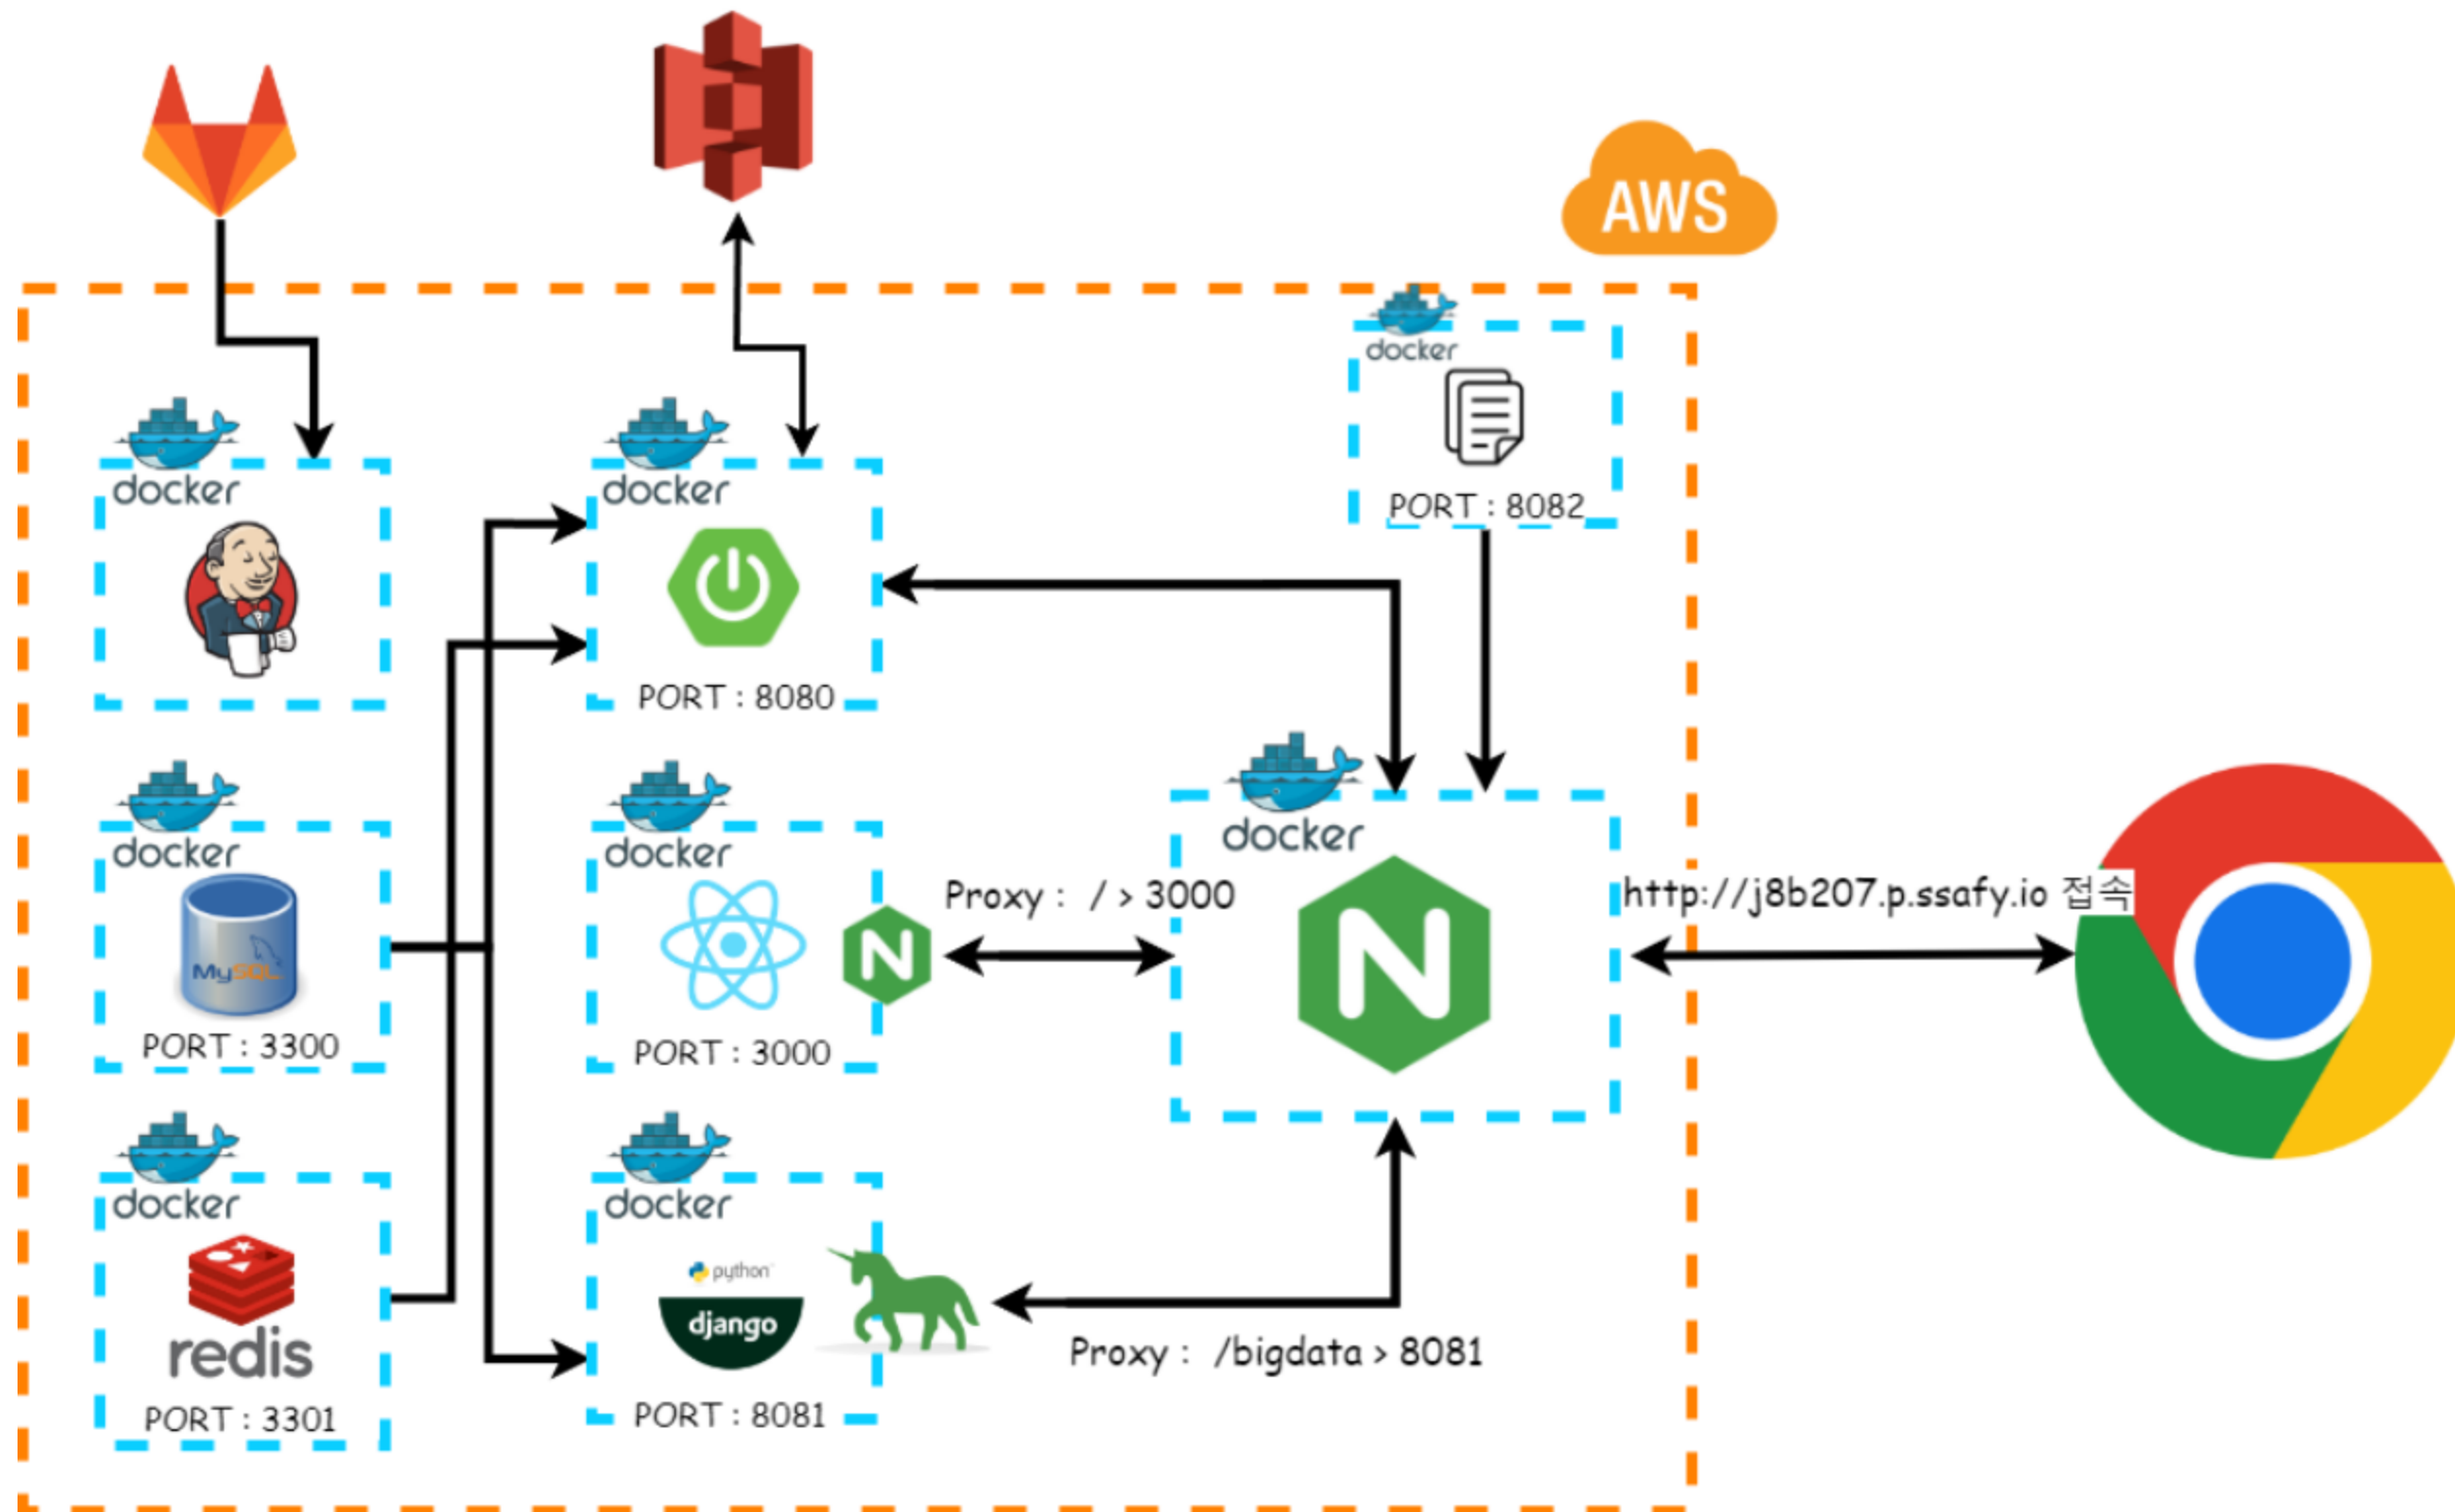 AWS
docker
PORT : 8082
docker
docker
PORT : 8080
docker
MySQL
PORT : 3300
docker
PORT : 3000
Proxy : / > 3000
docker
http://j8b207.p.ssafy.io 접속
docker
redis
PORT : 3301
docker
python
django
PORT : 8081
Proxy : /bigdata > 8081